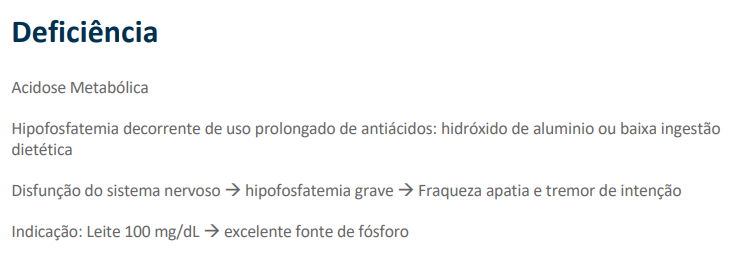 Deficiência
Acidose Metabólica
Hipofosfatemia decorrente de uso prolongado de antiácidos: hidróxido de aluminio ou baixa ingestão
dietética
Disfunção do sistema nervoso → hipofosfatemia grave → Fraqueza apatia e tremor de intenção
Indicação: Leite 100 mg/dL → excelente fonte de fósforo